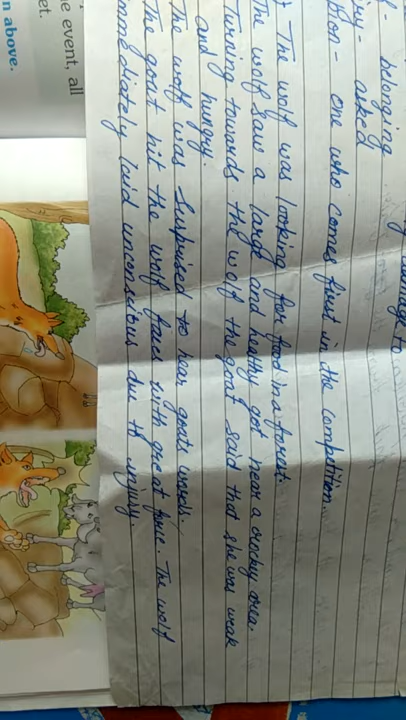 damage to
- belonging
- asked
- one who comes first in the competition.
The wolf was looking for food in a forest.
The wolf saw a large and healthy got near a rocky area.
Turning towards the wolf the goat said that she was weak
and hungry.
The wolf was surprised to hear goats words.
The goat hit the wolf face with great force. The wolf
immediately laid unconscious due to injury.
e event, all
et.
n above.